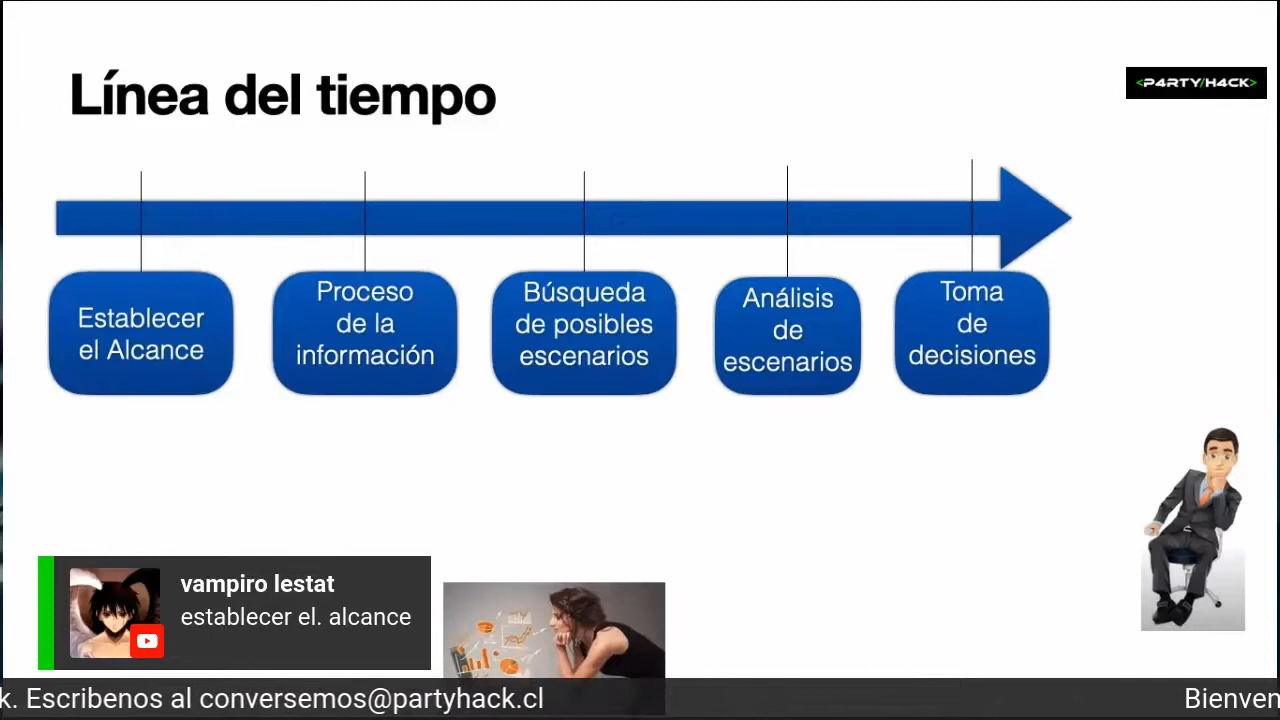 Línea del tiempo
<P4RTY/H4CK>
Establecer
el Alcance
Proceso
de la
información
Búsqueda
de posibles
escenarios
Análisis
de
escenarios
Toma
de
decisiones
vampiro lestat
establecer el. alcance
k. Escribenos al conversemos@partyhack.cl
Bienven